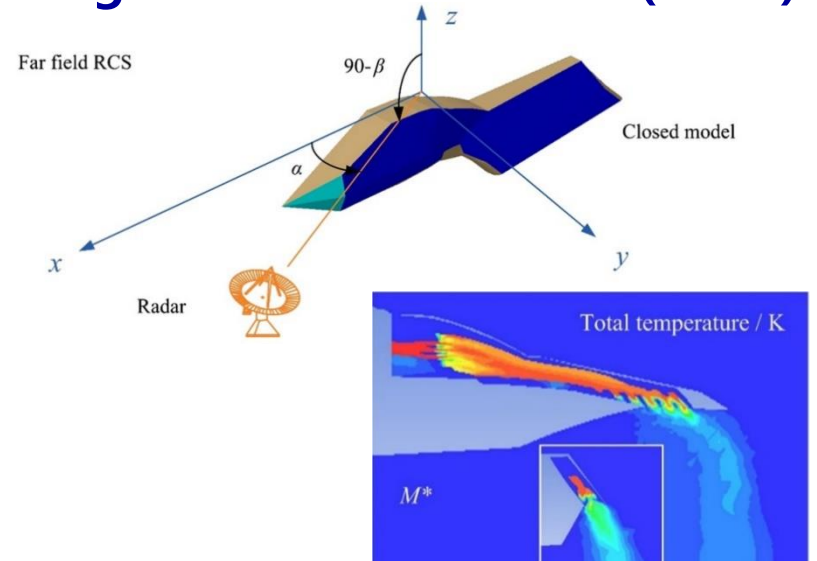 Far field RCS
z
90-β
Closed model
α
x
y
Radar
Total temperature / K
M*